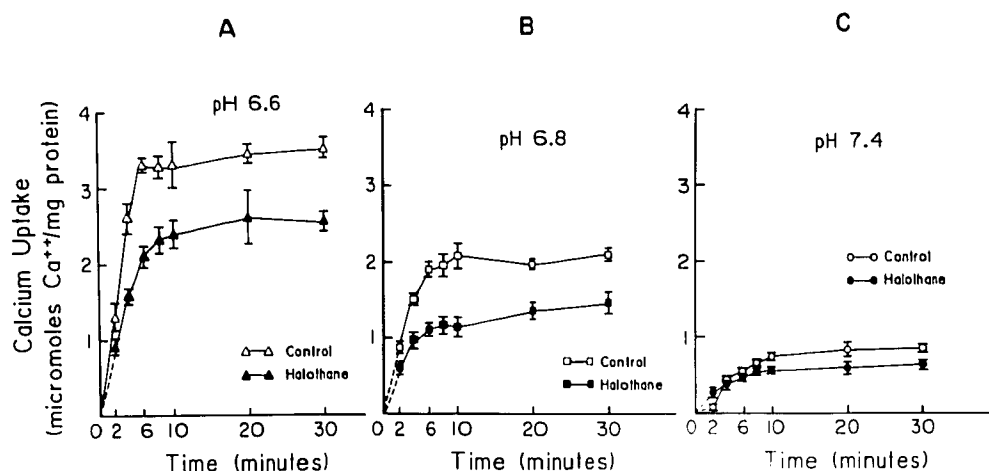 A
B
C
pH 6.6
pH 6.8
pH 7.4
Calcium Uptake
(micromoles Ca++/mg protein)
4
3
2
1
0 2 6 10 20 30
Time (minutes)
Control
Halothane
4
3
2
1
0 2 6 10 20 30
Time (minutes)
Control
Halothane
4
3
2
1
0 2 6 10 20 30
Time (minutes)
Control
Halothane